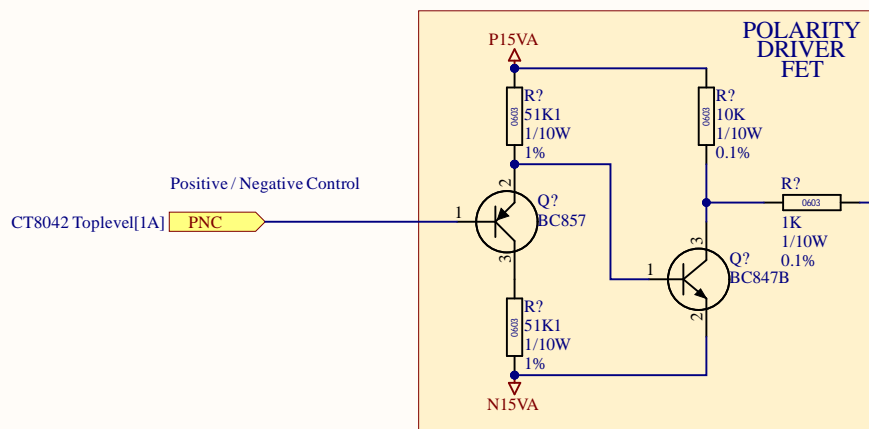 POLARITY
DRIVER
FET
P15VA
R?
51K1
1/10W
1%
0603
R?
10K
1/10W
0.1%
0603
Positive / Negative Control
CT8042 Toplevel[1A]
PNC
1
2
3
Q?
BC857
R?
0603
1K
1/10W
0.1%
1
3
2
Q?
BC847B
R?
51K1
1/10W
1%
0603
N15VA